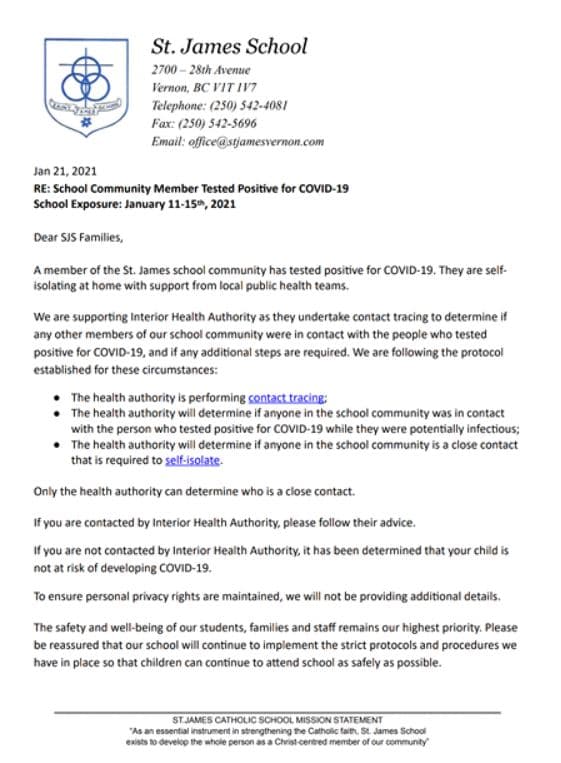 SAINT JAMES SCHOOL
St. James School
2700 – 28th Avenue
Vernon, BC V1T 1V7
Telephone: (250) 542-4081
Fax: (250) 542-5696
Email: office@stjamesvernon.com
Jan 21, 2021
RE: School Community Member Tested Positive for COVID-19
School Exposure: January 11-15th, 2021
Dear SJS Families,
A member of the St. James school community has tested positive for COVID-19. They are self-
isolating at home with support from local public health teams.
We are supporting Interior Health Authority as they undertake contact tracing to determine if
any other members of our school community were in contact with the people who tested
positive for COVID-19, and if any additional steps are required. We are following the protocol
established for these circumstances:
● The health authority is performing contact tracing;
● The health authority will determine if anyone in the school community was in contact
with the person who tested positive for COVID-19 while they were potentially infectious;
● The health authority will determine if anyone in the school community is a close contact
that is required to self-isolate.
Only the health authority can determine who is a close contact.
If you are contacted by Interior Health Authority, please follow their advice.
If you are not contacted by Interior Health Authority, it has been determined that your child is
not at risk of developing COVID-19.
To ensure personal privacy rights are maintained, we will not be providing additional details.
The safety and well-being of our students, families and staff remains our highest priority. Please
be reassured that our school will continue to implement the strict protocols and procedures we
have in place so that children can continue to attend school as safely as possible.
ST.JAMES CATHOLIC SCHOOL MISSION STATEMENT
"As an essential instrument in strengthening the Catholic faith, St. James School
exists to develop the whole person as a Christ-centred member of our community"